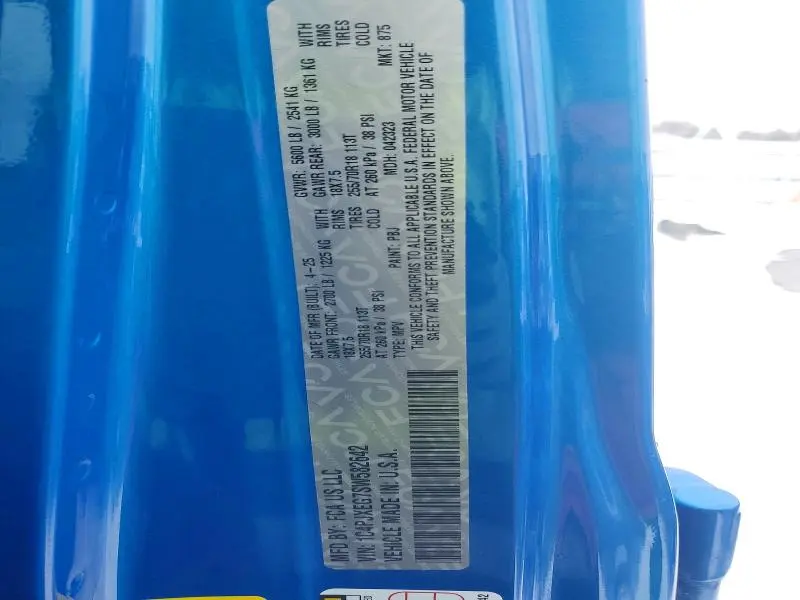 MFD BY: FCA US LLC
DATE OF MFR (BUILT): 4-25 GVWR: 5600 LB / 2541 KG
GAWR FRONT: 2700 LB / 1225 KG WITH GAWR REAR: 3000 LB / 1361 KG WITH
18X7.5 RIMS 18X7.5 RIMS
255/70R18 113T TIRES 255/70R18 113T TIRES
AT 260 kPa / 38 PSI COLD AT 260 kPa / 38 PSI COLD
TYPE: MPV PAINT: PBJ MDH: 042323 MKT: 875
THIS VEHICLE CONFORMS TO ALL APPLICABLE U.S.A. FEDERAL MOTOR VEHICLE
SAFETY AND THEFT PREVENTION STANDARDS IN EFFECT ON THE DATE OF
MANUFACTURE SHOWN ABOVE.
VIN: 1C4PJXEG7SW582642
VEHICLE MADE IN: U.S.A.
FCA